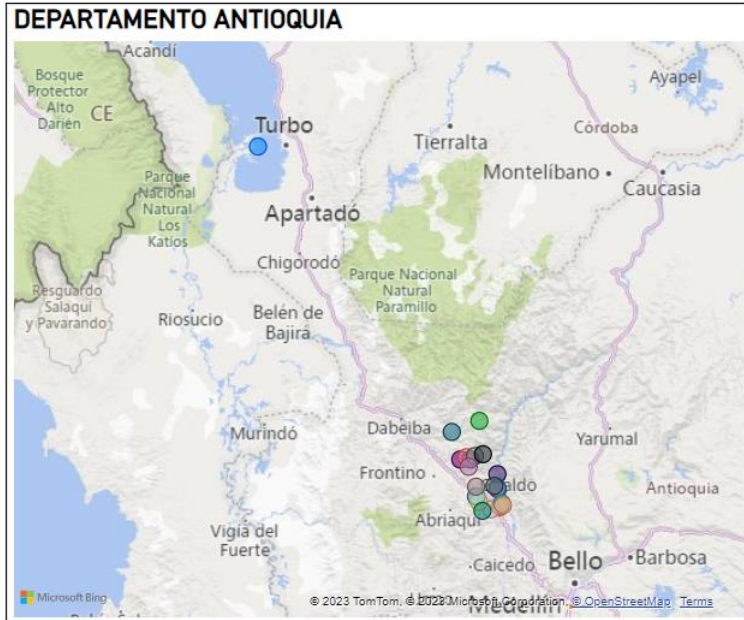 DEPARTAMENTO ANTIOQUIA
Acandí
Bosque
Protector
Alto
Darién
CE
Ayapel
Turbo
Tierralta
Córdoba
Montelíbano
Caucasia
Parque
Nacional
Natural
Los
Katíos
Apartadó
Chigorodó
Parque Nacional
Natural
Paramillo
Resguardo
Salaquí
y Pavarando
Riosucio
Belén de
Bajirá
Murindó
Dabeiba
Yarumal
Frontino
aldo
Antioquia
Abriaquí
Vigía del
Fuerte
Caicedo
Bello
Barbosa
Microsoft Bing
© 2023 TomTom, © 2023 Microsoft Corporation, © OpenStreetMap Terms
Medellín